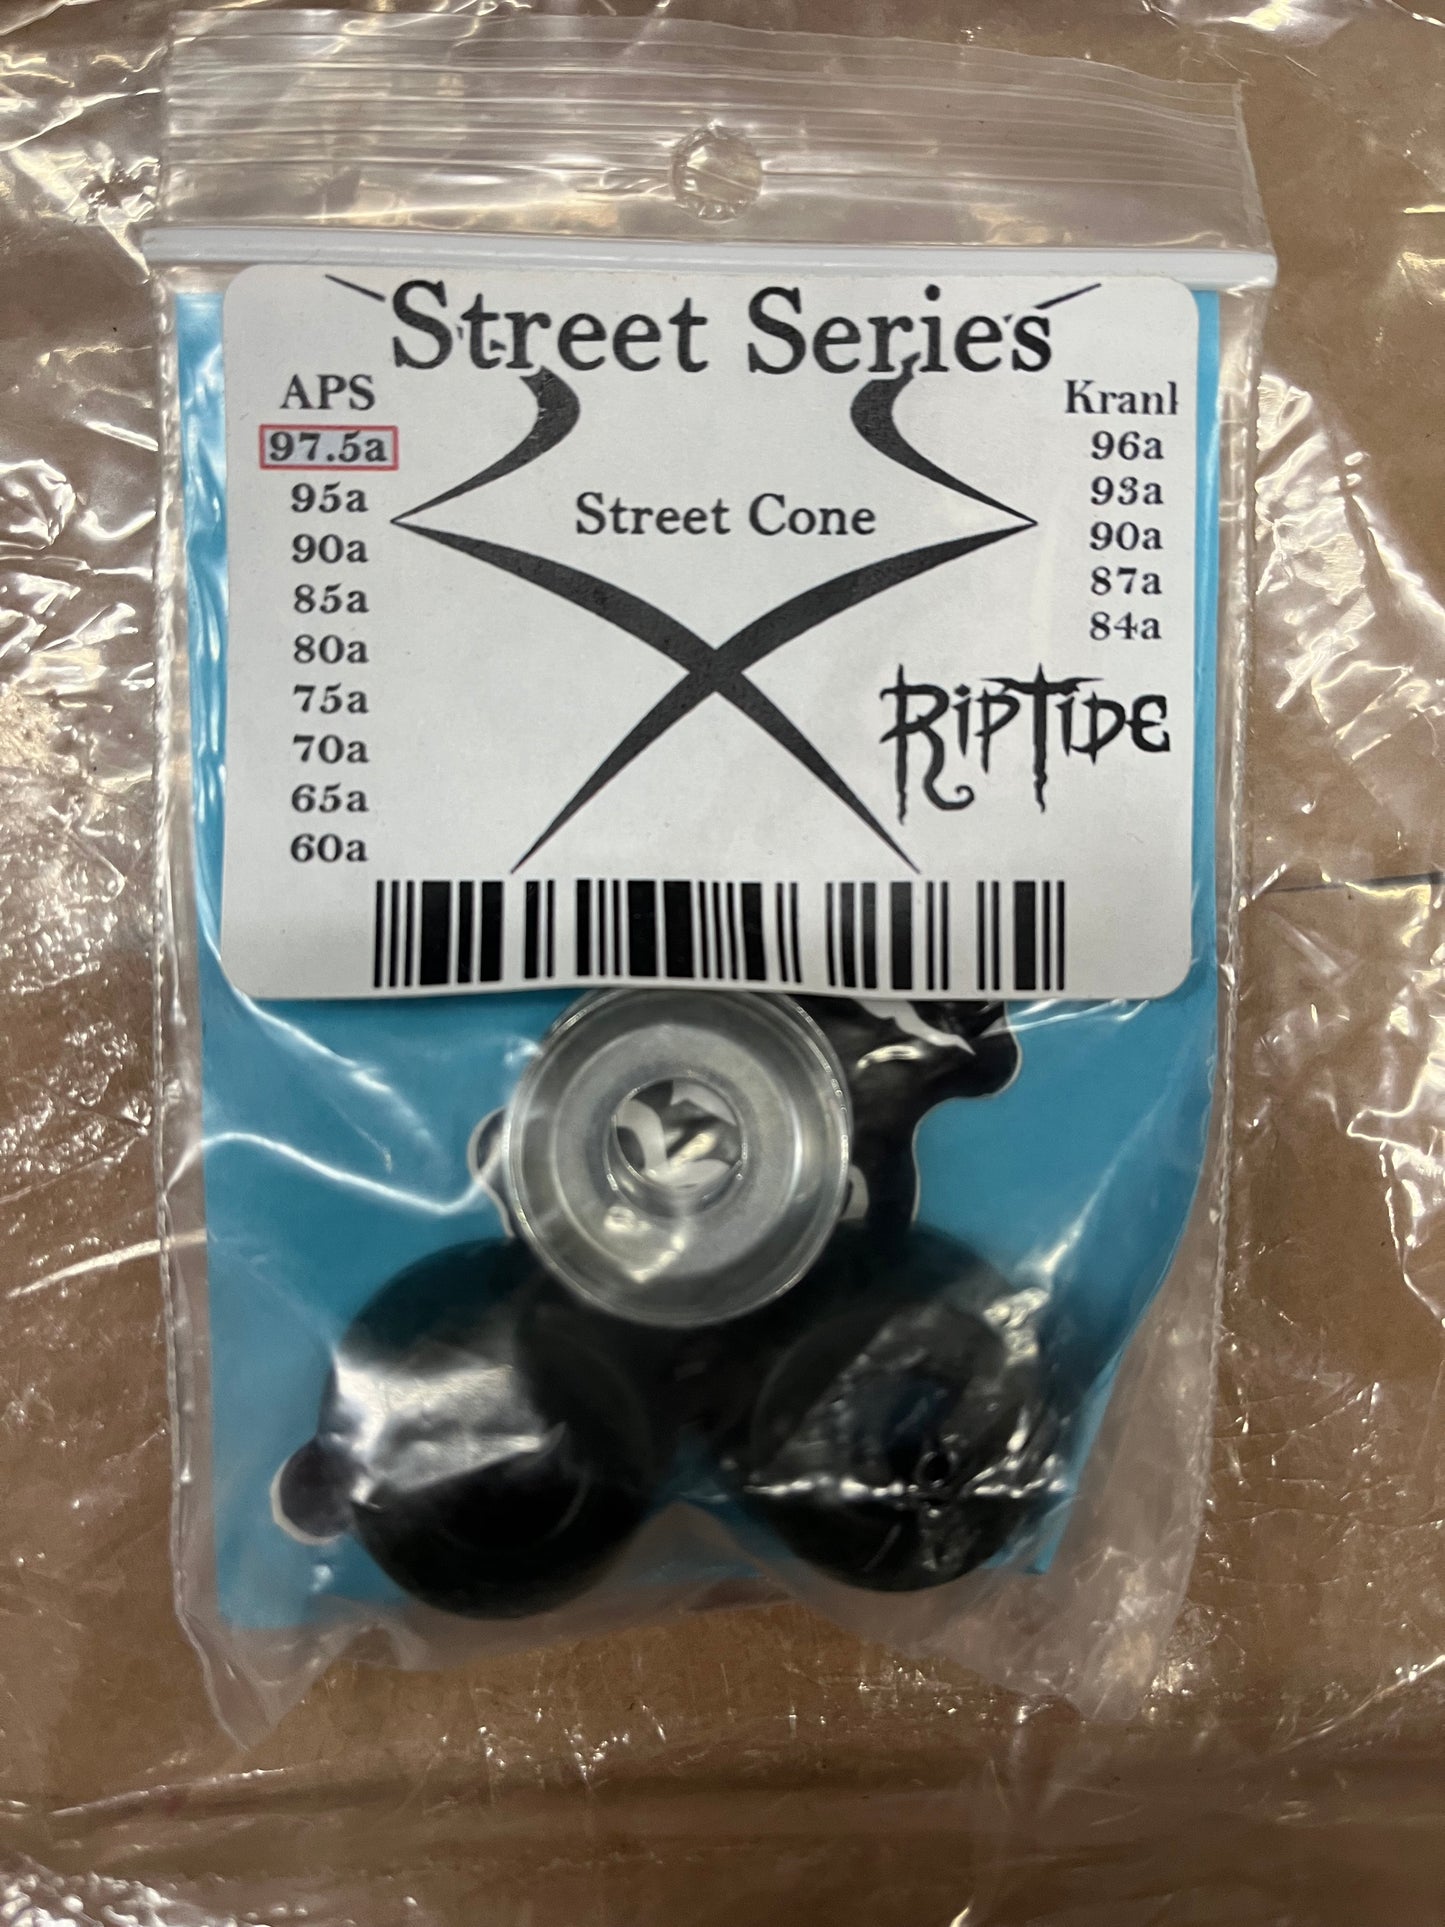 Street Series
APS
97.5a
95a
90a
85a
80a
75a
70a
65a
60a
Street Cone
Krank
96a
93a
90a
87a
84a
RIPTIDE